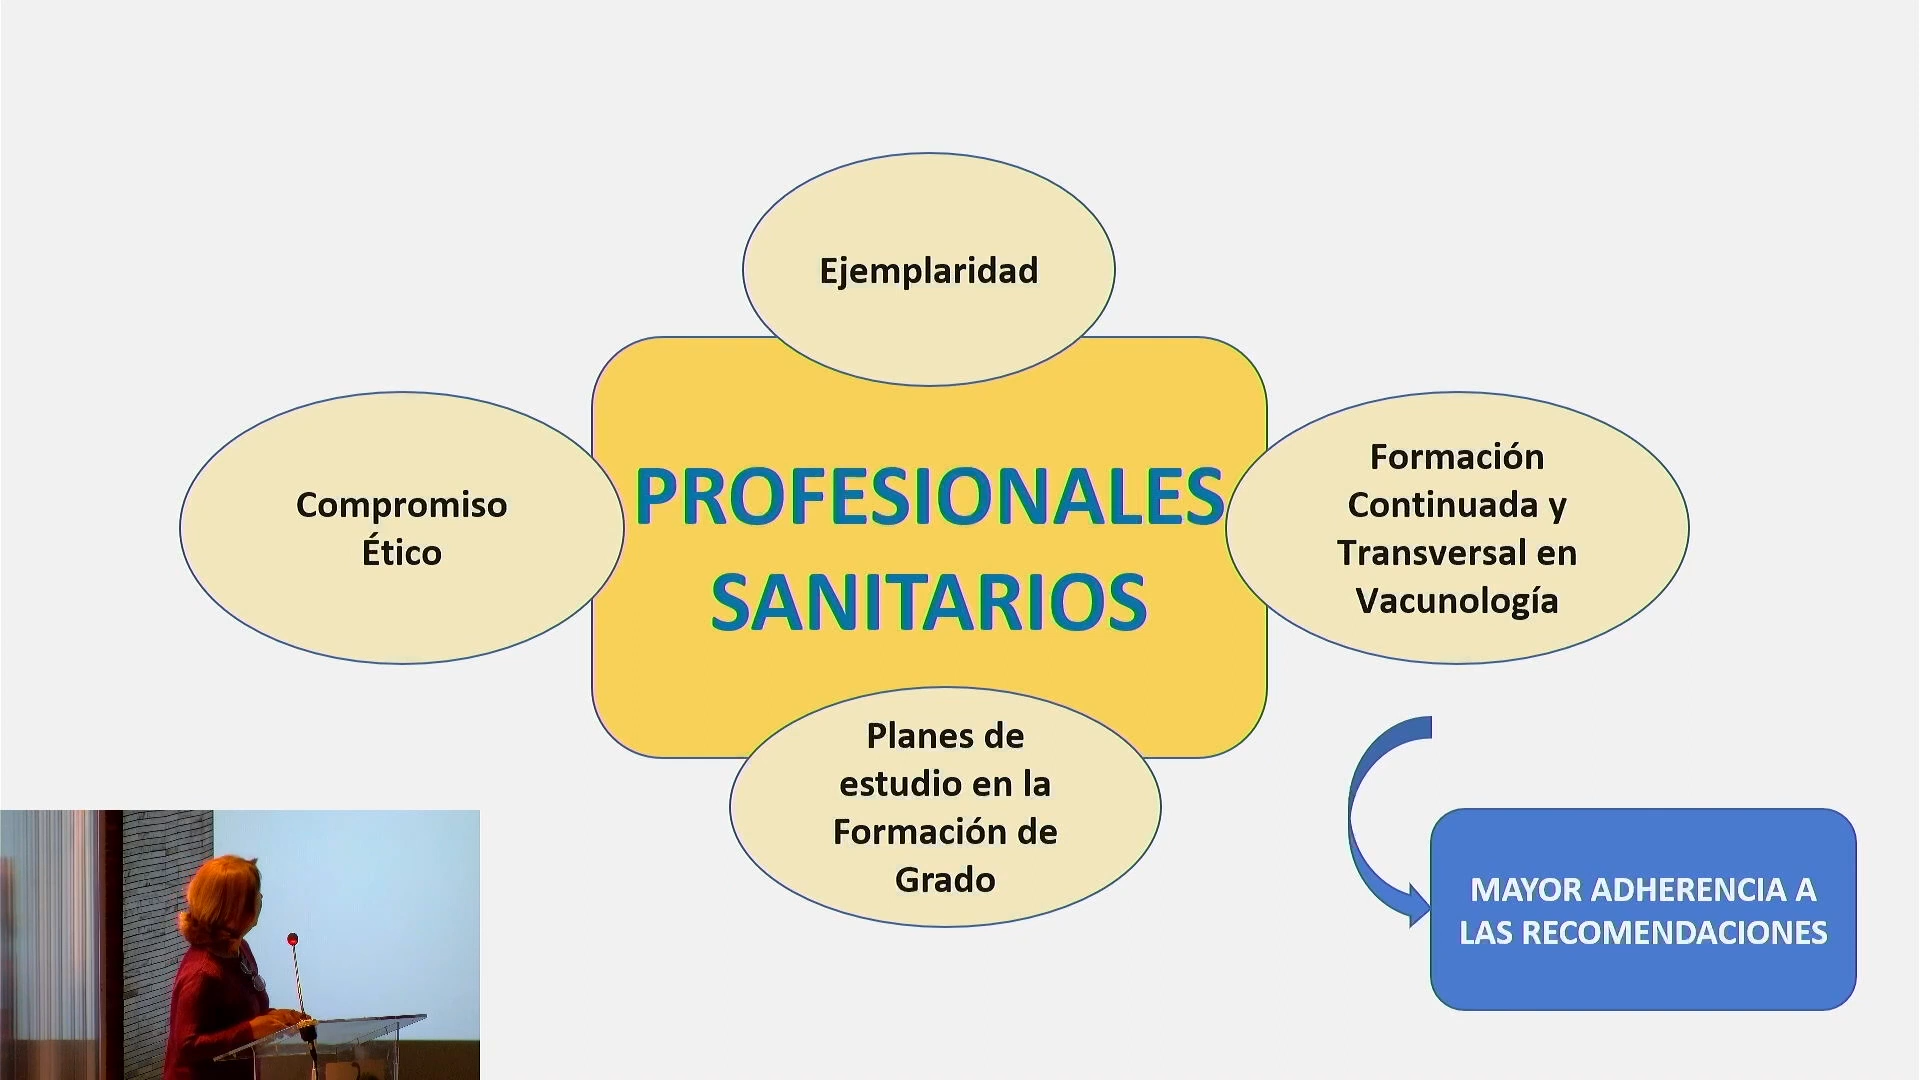 Ejemplaridad
Compromiso
Ético
PROFESIONALES
SANITARIOS
Formación
Continuada y
Transversal en
Vacunología
Planes de
estudio en la
Formación de
Grado
MAYOR ADHERENCIA A
LAS RECOMENDACIONES